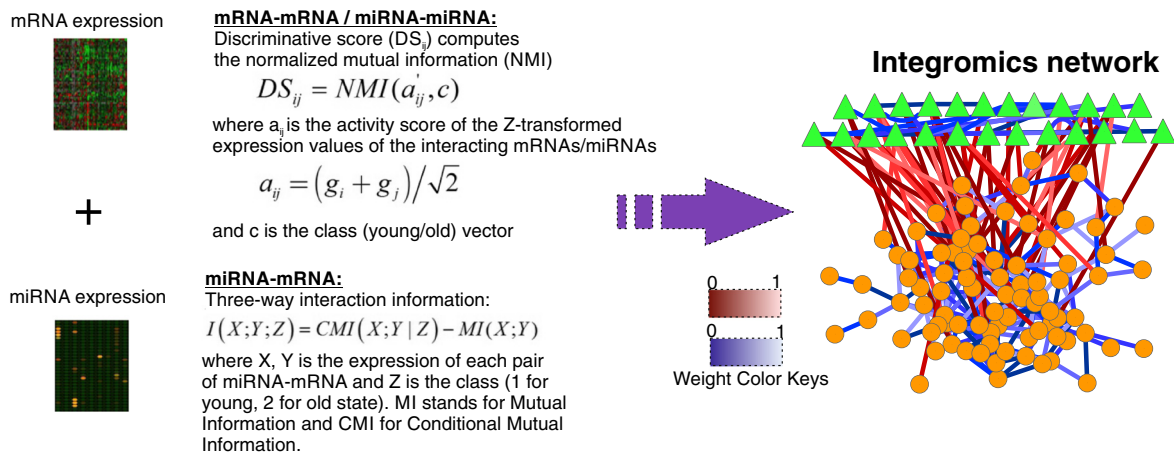 mRNA expression
+
miRNA expression
mRNA-mRNA / miRNA-miRNA:
Discriminative score (DSij) computes
the normalized mutual information (NMI)
DSij = NMI(a'ij, c)
where aij is the activity score of the Z-transformed
expression values of the interacting mRNAs/miRNAs
aij = (gi + gj)/√2
and c is the class (young/old) vector
miRNA-mRNA:
Three-way interaction information:
I(X;Y;Z) = CMI(X;Y | Z) − MI(X;Y)
where X, Y is the expression of each pair
of miRNA-mRNA and Z is the class (1 for
young, 2 for old state). MI stands for Mutual
Information and CMI for Conditional Mutual
Information.
0 1
0 1
Weight Color Keys
Integromics network